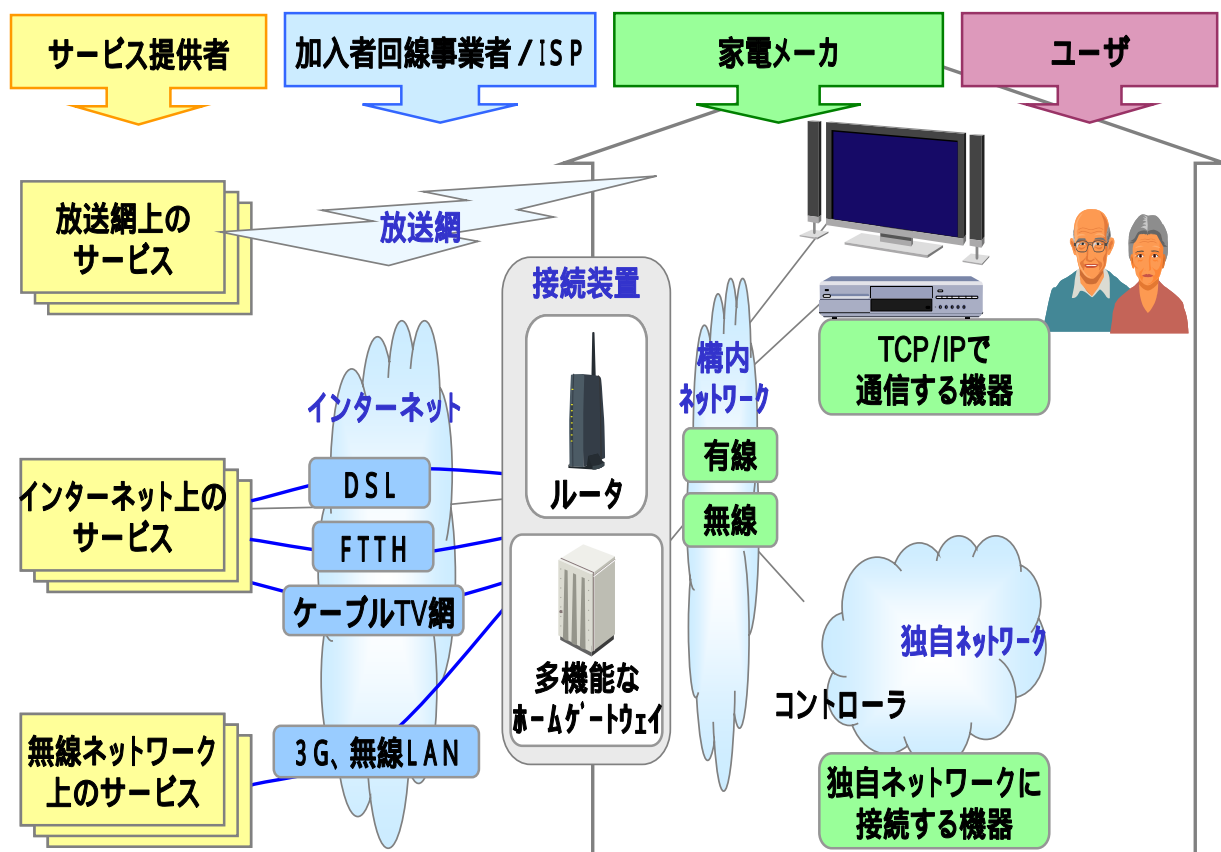 サービス提供者
加入者回線事業者/ISP
家電メーカ
ユーザ
放送網上の
サービス
放送網
接続装置
ルータ
多機能な
ホームゲートウェイ
インターネット
インターネット上の
サービス
DSL
FTTH
ケーブルTV網
3G、無線LAN
無線ネットワーク
上のサービス
構内
ネットワーク
有線
無線
TCP/IPで
通信する機器
独自ネットワーク
コントローラ
独自ネットワークに
接続する機器